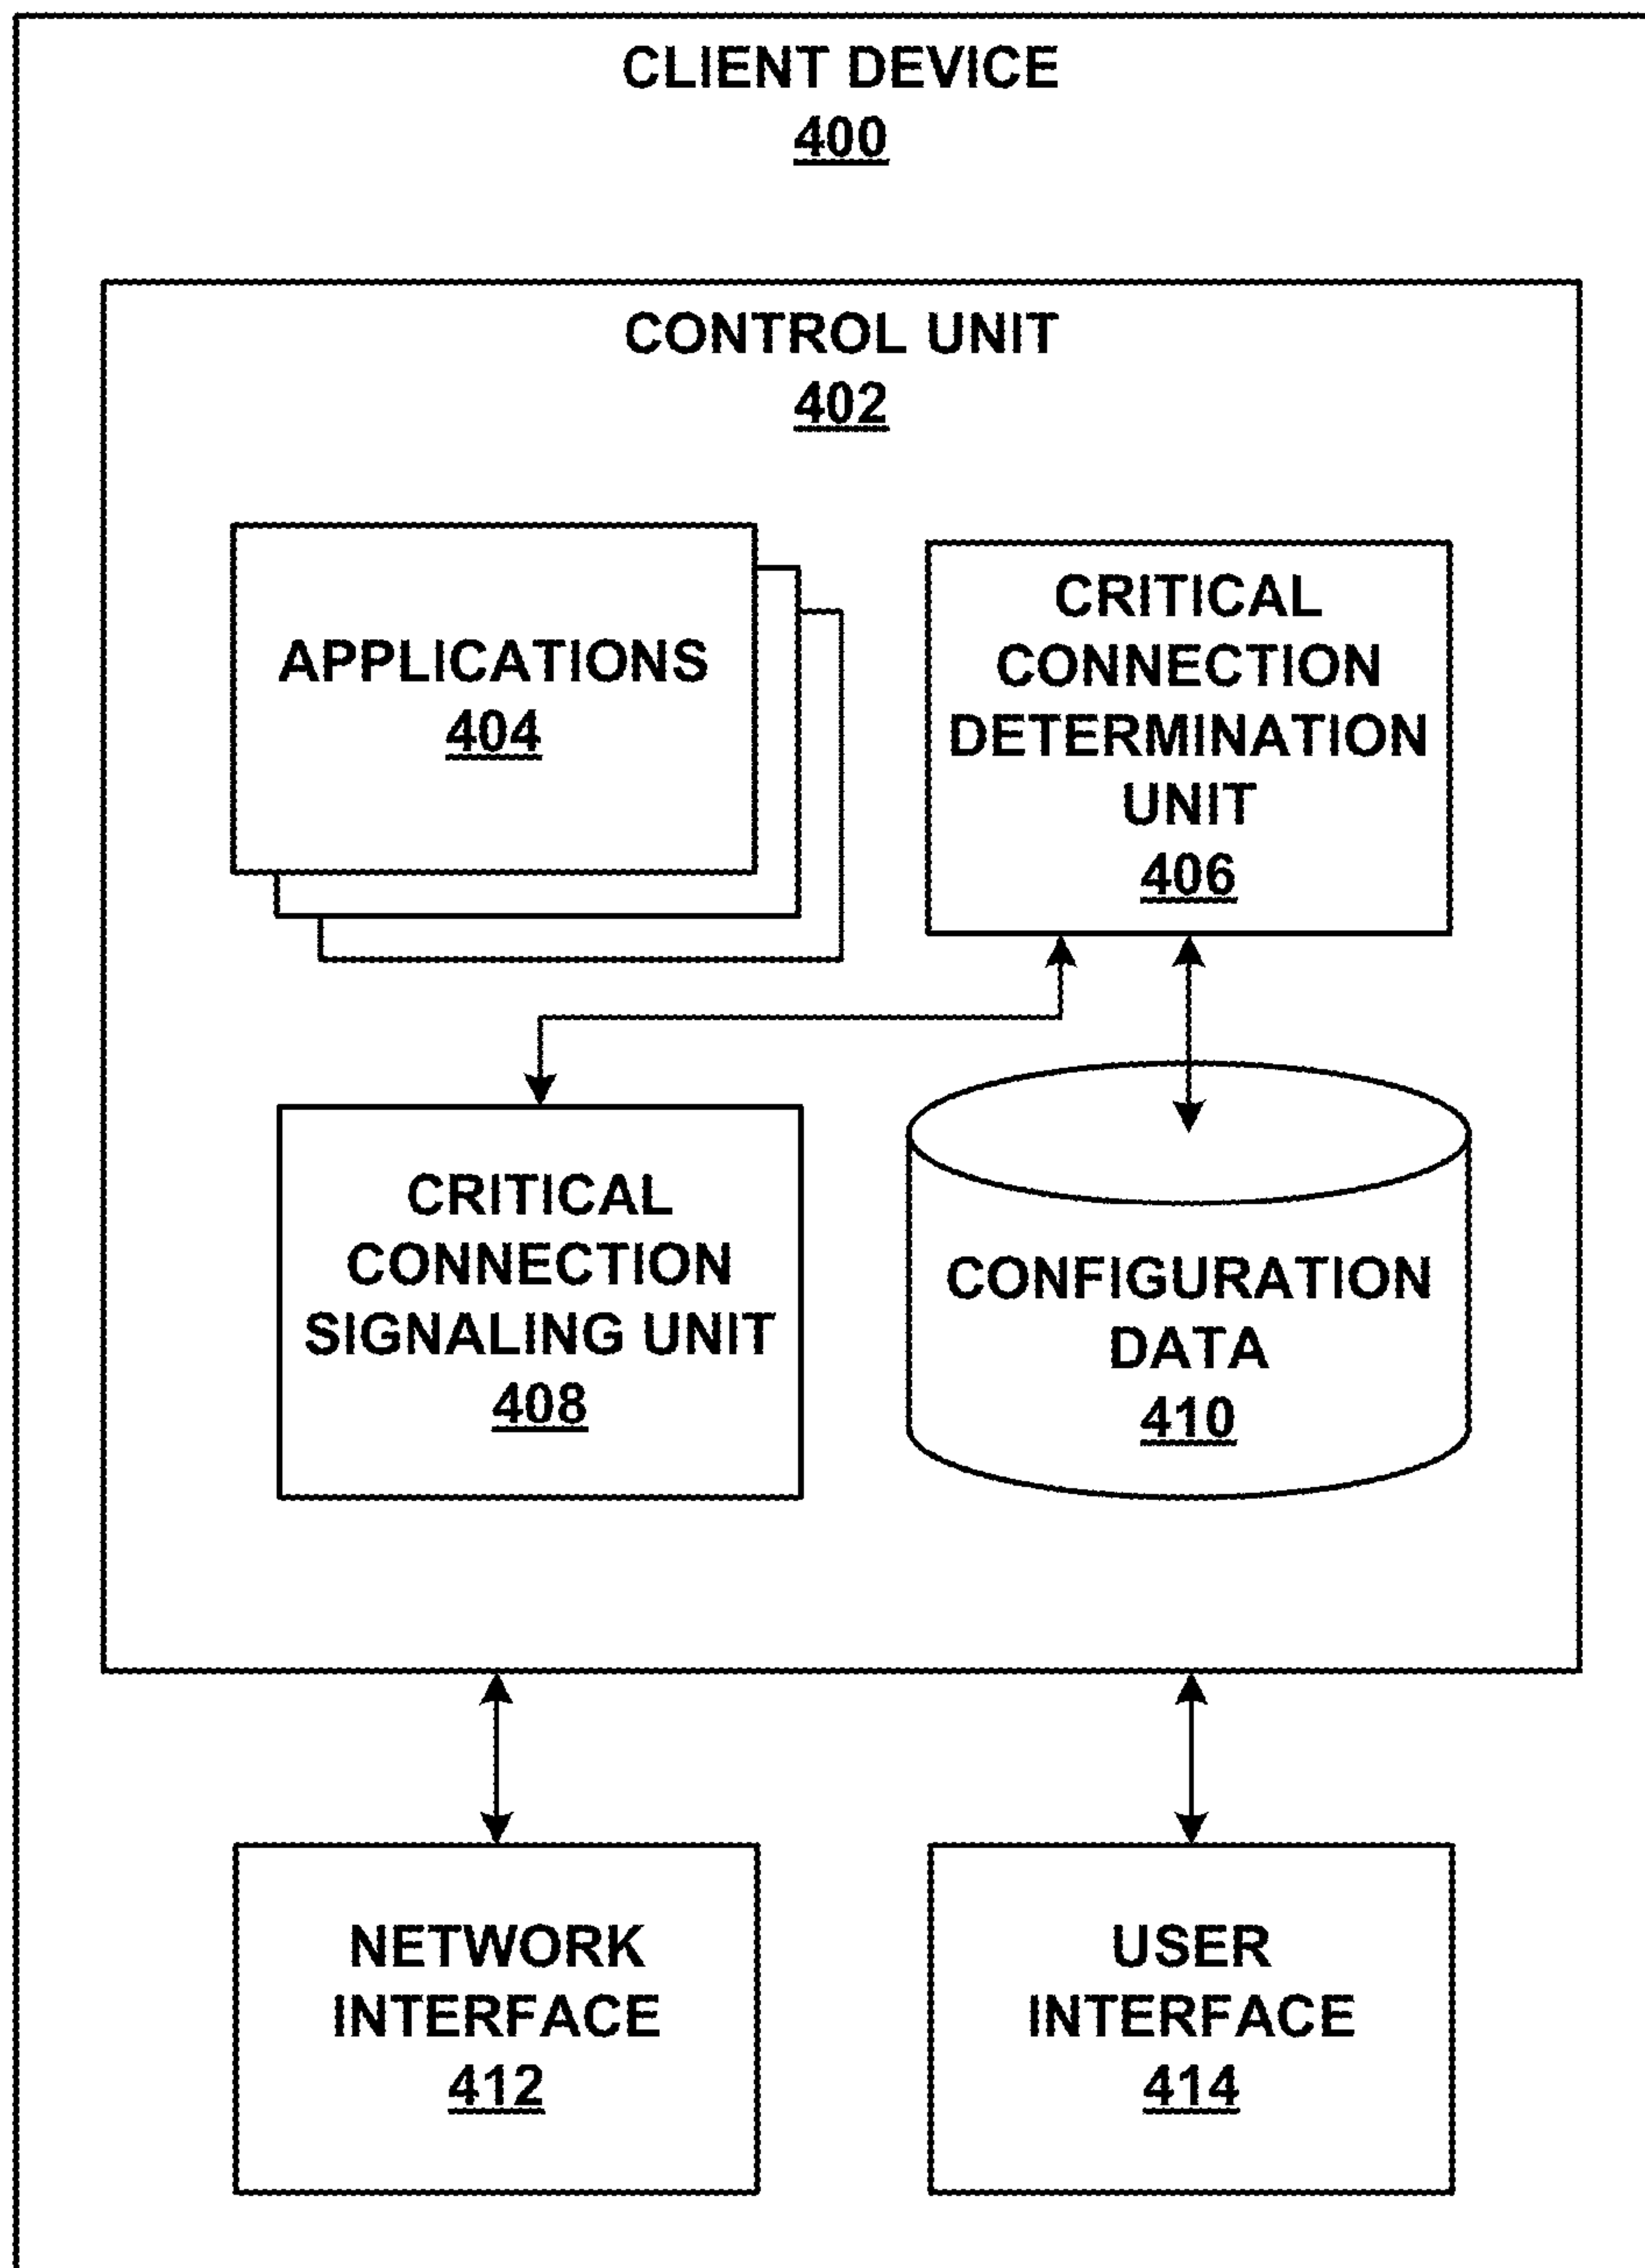 CLIENT DEVICE
400
CONTROL UNIT
402
APPLICATIONS
404
CRITICAL
CONNECTION
DETERMINATION
UNIT
406
CRITICAL
CONNECTION
SIGNALING UNIT
408
CONFIGURATION
DATA
410
NETWORK
INTERFACE
412
USER
INTERFACE
414